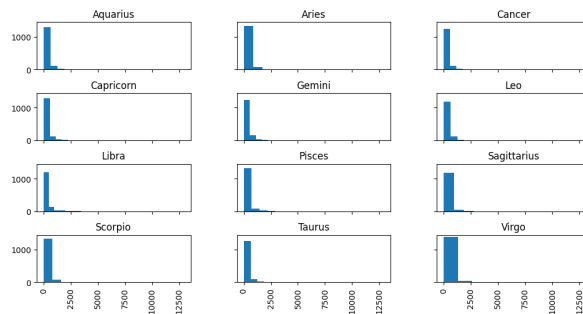 Aquarius Aries Cancer
1000
0
Capricorn Gemini Leo
1000
0
Libra Pisces Sagittarius
1000
0
Scorpio Taurus Virgo
1000
0
0 2500 5000 7500 10000 12500 0 2500 5000 7500 10000 12500 0 2500 5000 7500 10000 12500